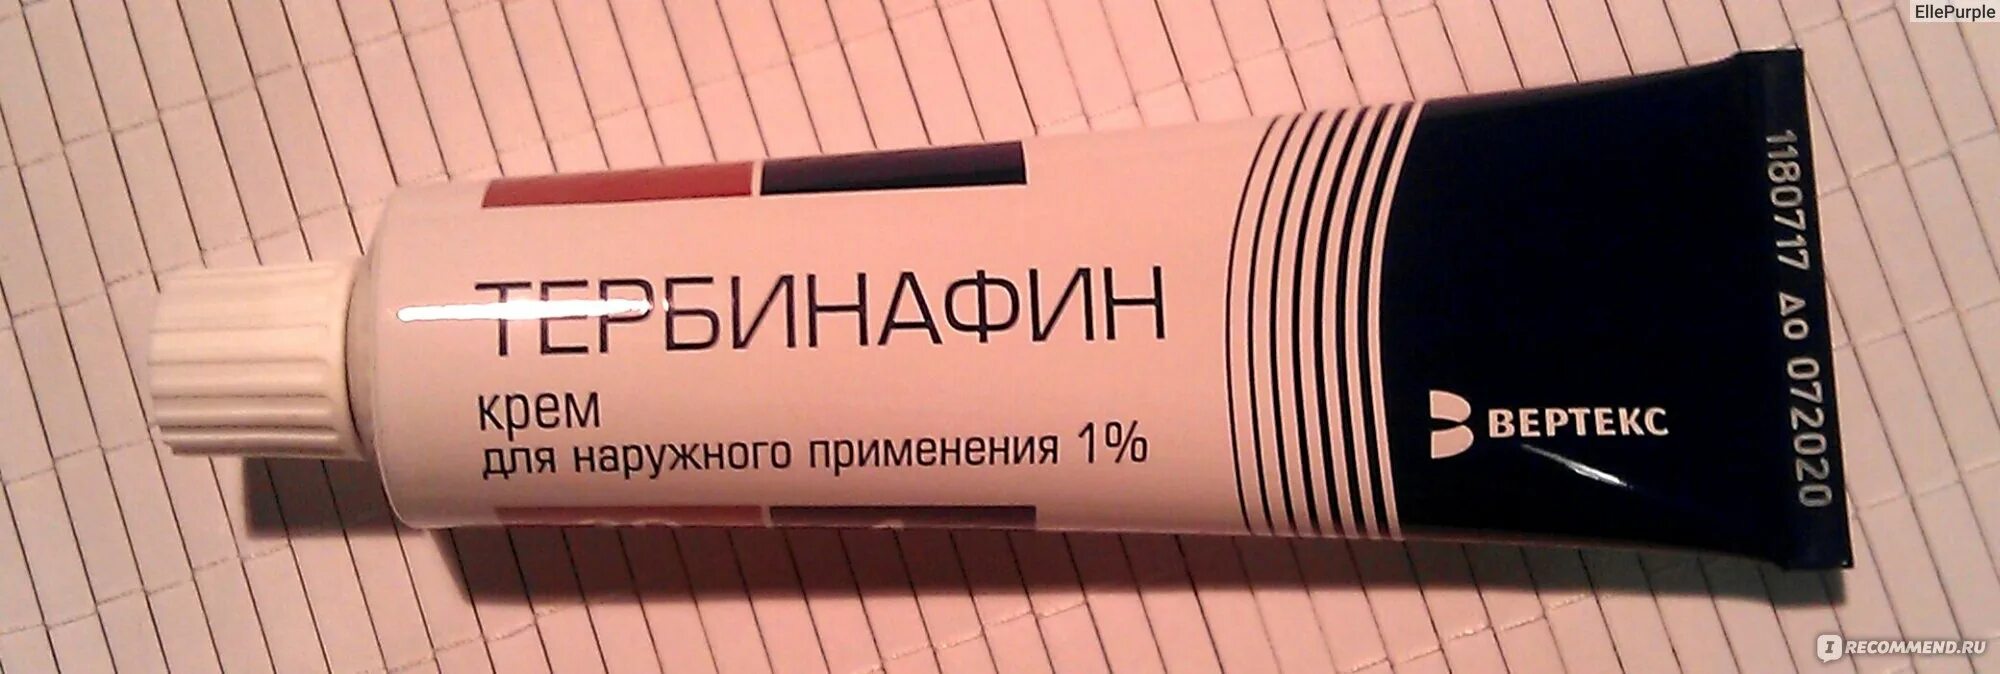 EllePurple
ТЕРБИНАФИН
крем
для наружного применения 1%
ВЕРТЕКС
1180717 до 072020
I RECOMMEND.RU